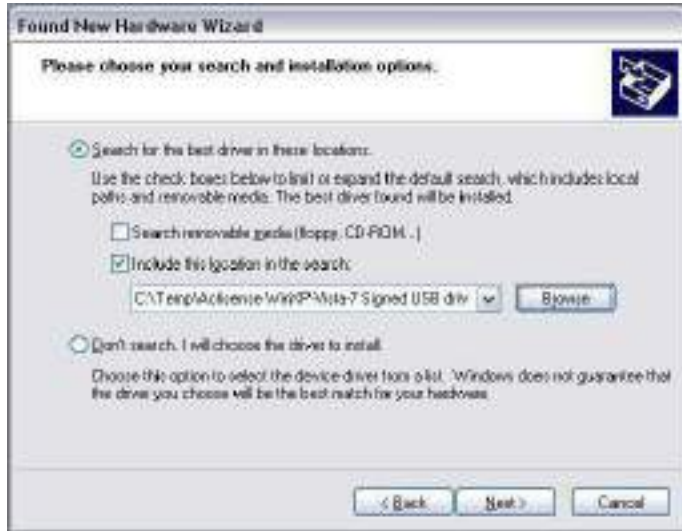 Found New Hardware Wizard
Please choose your search and installation options.
Search for the best driver in these locations.
Use the check boxes below to limit or expand the default search, which includes local
paths and removable media. The best driver found will be installed.
Search removable media (floppy, CD-ROM...)
Include this location in the search:
C:\Temp\Actisense WinXP-Vista-7 Signed USB driv
Browse
Don't search. I will choose the driver to install.
Choose this option to select the device driver from a list. Windows does not guarantee that
the driver you choose will be the best match for your hardware.
< Back
Next >
Cancel